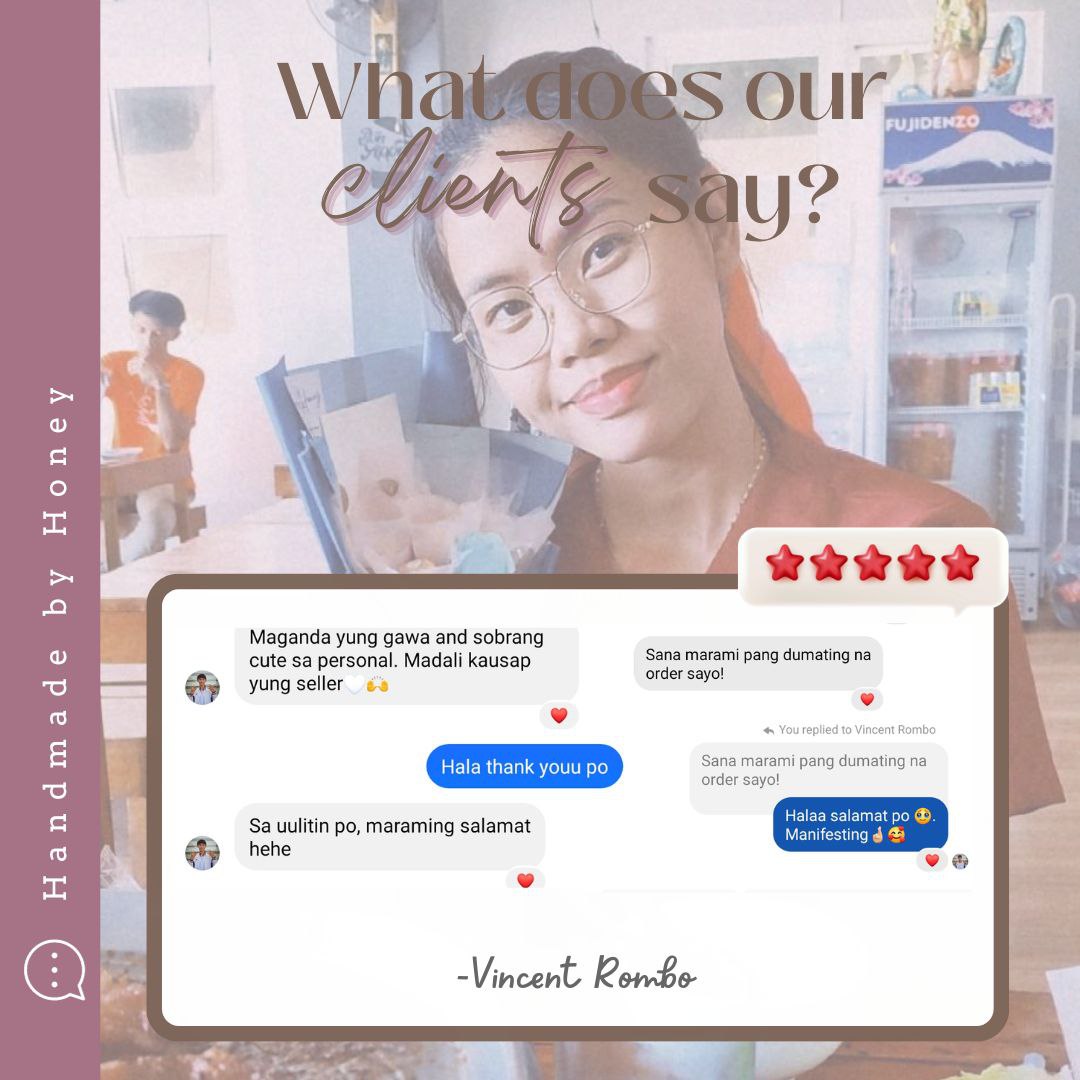 What does our
clients say?
FUJIDENZO
Handmade by Honey
Maganda yung gawa and sobrang
cute sa personal. Madali kausap
yung seller🤍🙌
Hala thank youu po
Sa uulitin po, maraming salamat
hehe
Sana marami pang dumating na
order sayo!
You replied to Vincent Rombo
Sana marami pang dumating na
order sayo!
Halaa salamat po 🥹.
Manifesting☝🏻🥰
-Vincent Rombo